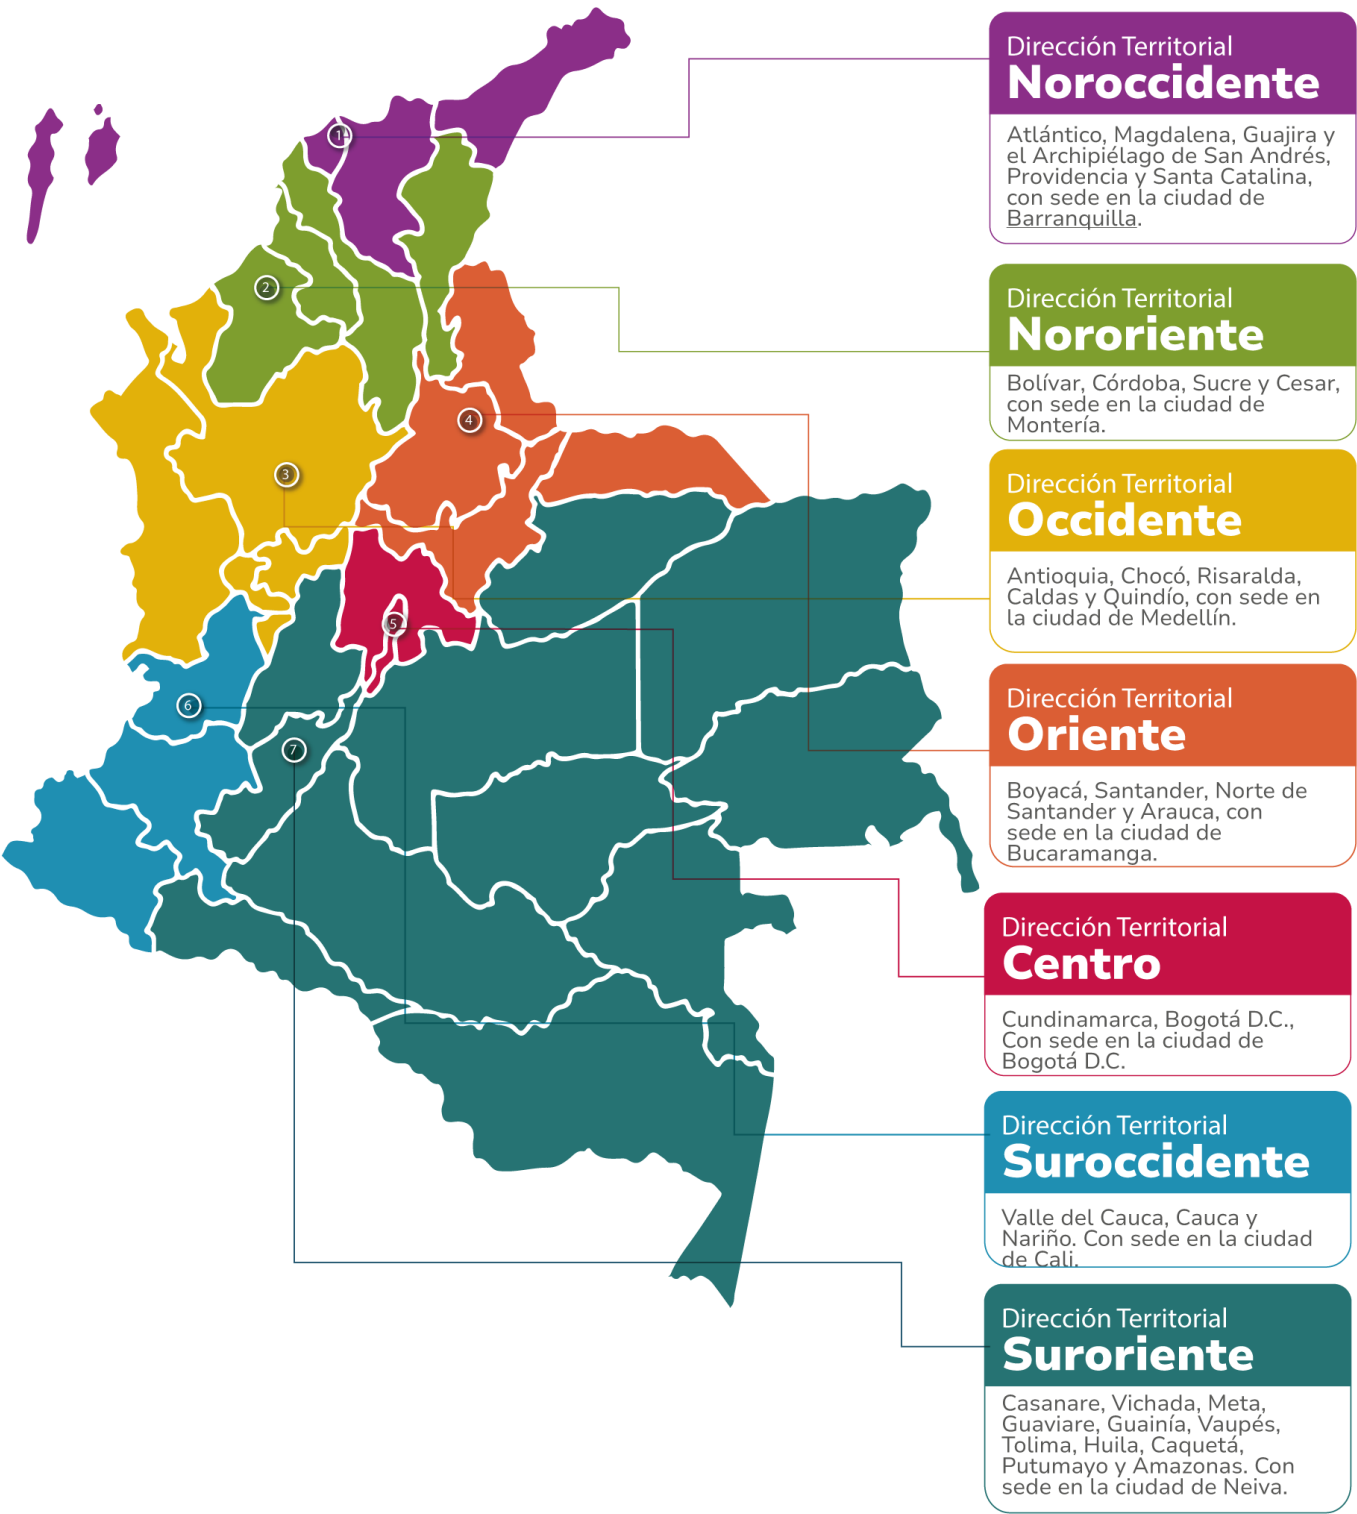 Dirección Territorial
Noroccidente
Atlántico, Magdalena, Guajira y
el Archipiélago de San Andrés,
Providencia y Santa Catalina,
con sede en la ciudad de
Barranquilla.
Dirección Territorial
Nororiente
Bolívar, Córdoba, Sucre y Cesar,
con sede en la ciudad de
Montería.
Dirección Territorial
Occidente
Antioquia, Chocó, Risaralda,
Caldas y Quindío, con sede en
la ciudad de Medellín.
Dirección Territorial
Oriente
Boyacá, Santander, Norte de
Santander y Arauca, con
sede en la ciudad de
Bucaramanga.
Dirección Territorial
Centro
Cundinamarca, Bogotá D.C.,
Con sede en la ciudad de
Bogotá D.C.
Dirección Territorial
Suroccidente
Valle del Cauca, Cauca y
Nariño. Con sede en la ciudad
de Cali.
Dirección Territorial
Suroriente
Casanare, Vichada, Meta,
Guaviare, Guainía, Vaupés,
Tolima, Huila, Caquetá,
Putumayo y Amazonas. Con
sede en la ciudad de Neiva.
1
2
3
4
5
6
7